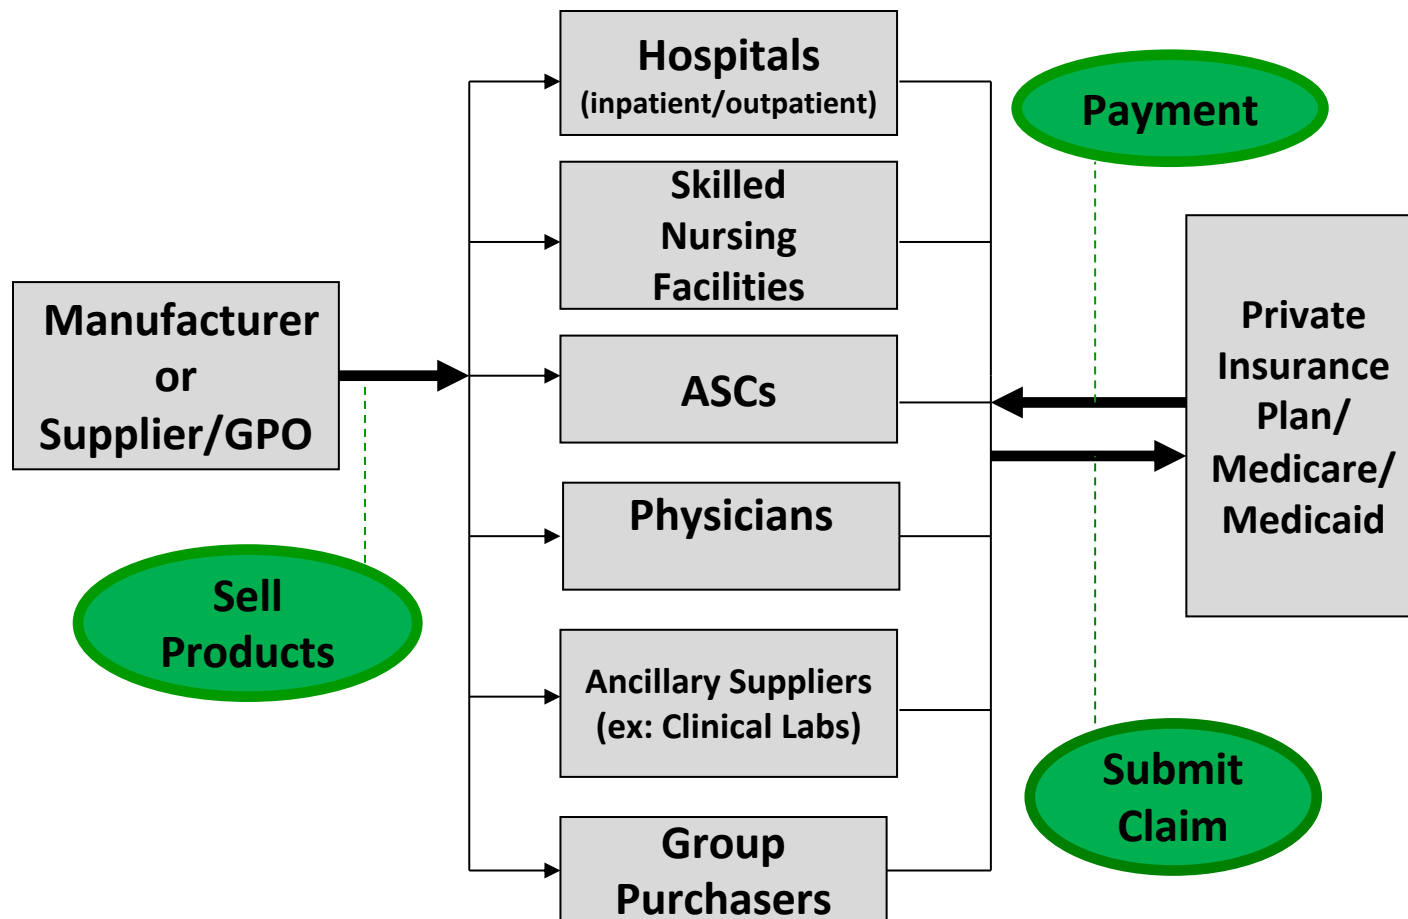 Hospitals
(inpatient/outpatient)
Payment
Skilled
Nursing
Facilities
Manufacturer
or
Supplier/GPO
ASCs
Private
Insurance
Plan/
Medicare/
Medicaid
Physicians
Sell
Products
Ancillary Suppliers
(ex: Clinical Labs)
Submit
Claim
Group
Purchasers